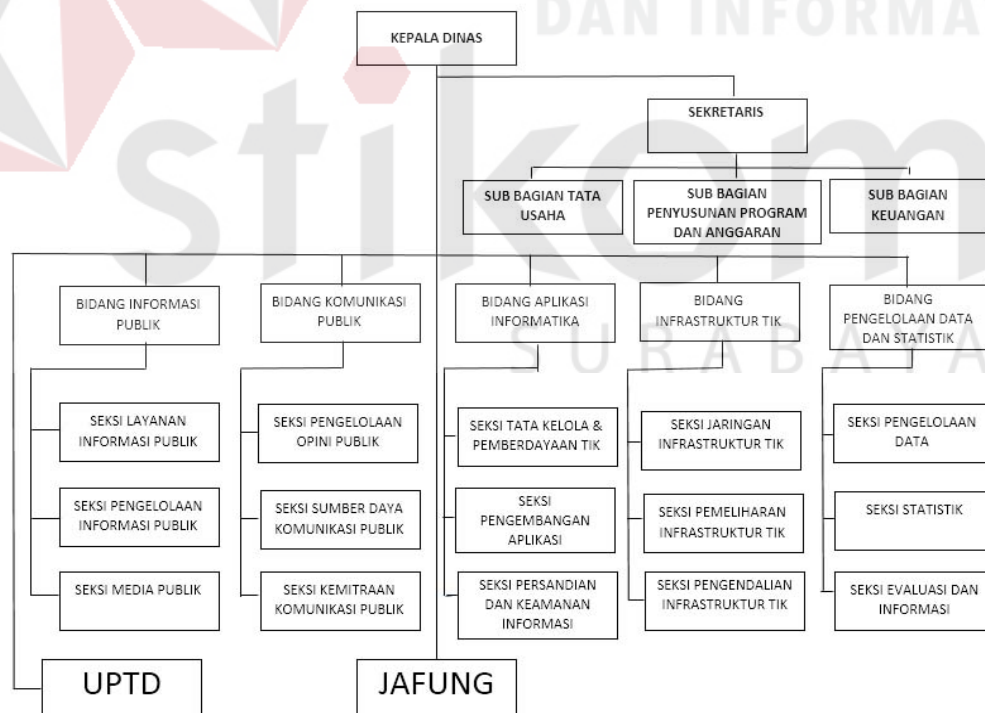 DAN INFORMA
KEPALA DINAS
stikom
SEKRETARIS
SUB BAGIAN TATA
USAHA
SUB BAGIAN
PENYUSUNAN PROGRAM
DAN ANGGARAN
SUB BAGIAN
KEUANGAN
BIDANG INFORMASI
PUBLIK
BIDANG KOMUNIKASI
PUBLIK
BIDANG APLIKASI
INFORMATIKA
BIDANG
INFRASTRUKTUR TIK
BIDANG
PENGELOLAAN DATA
DAN STATISTIK
SURABAYA
SEKSI LAYANAN
INFORMASI PUBLIK
SEKSI PENGELOLAAN
OPINI PUBLIK
SEKSI TATA KELOLA &
PEMBERDAYAAN TIK
SEKSI JARINGAN
INFRASTRUKTUR TIK
SEKSI PENGELOLAAN
DATA
SEKSI PENGELOLAAN
INFORMASI PUBLIK
SEKSI SUMBER DAYA
KOMUNIKASI PUBLIK
SEKSI
PENGEMBANGAN
APLIKASI
SEKSI PEMELIHARAN
INFRASTRUKTUR TIK
SEKSI STATISTIK
SEKSI MEDIA PUBLIK
SEKSI KEMITRAAN
KOMUNIKASI PUBLIK
SEKSI PERSANDIAN
DAN KEAMANAN
INFORMASI
SEKSI PENGENDALIAN
INFRASTRUKTUR TIK
SEKSI EVALUASI DAN
INFORMASI
UPTD
JAFUNG